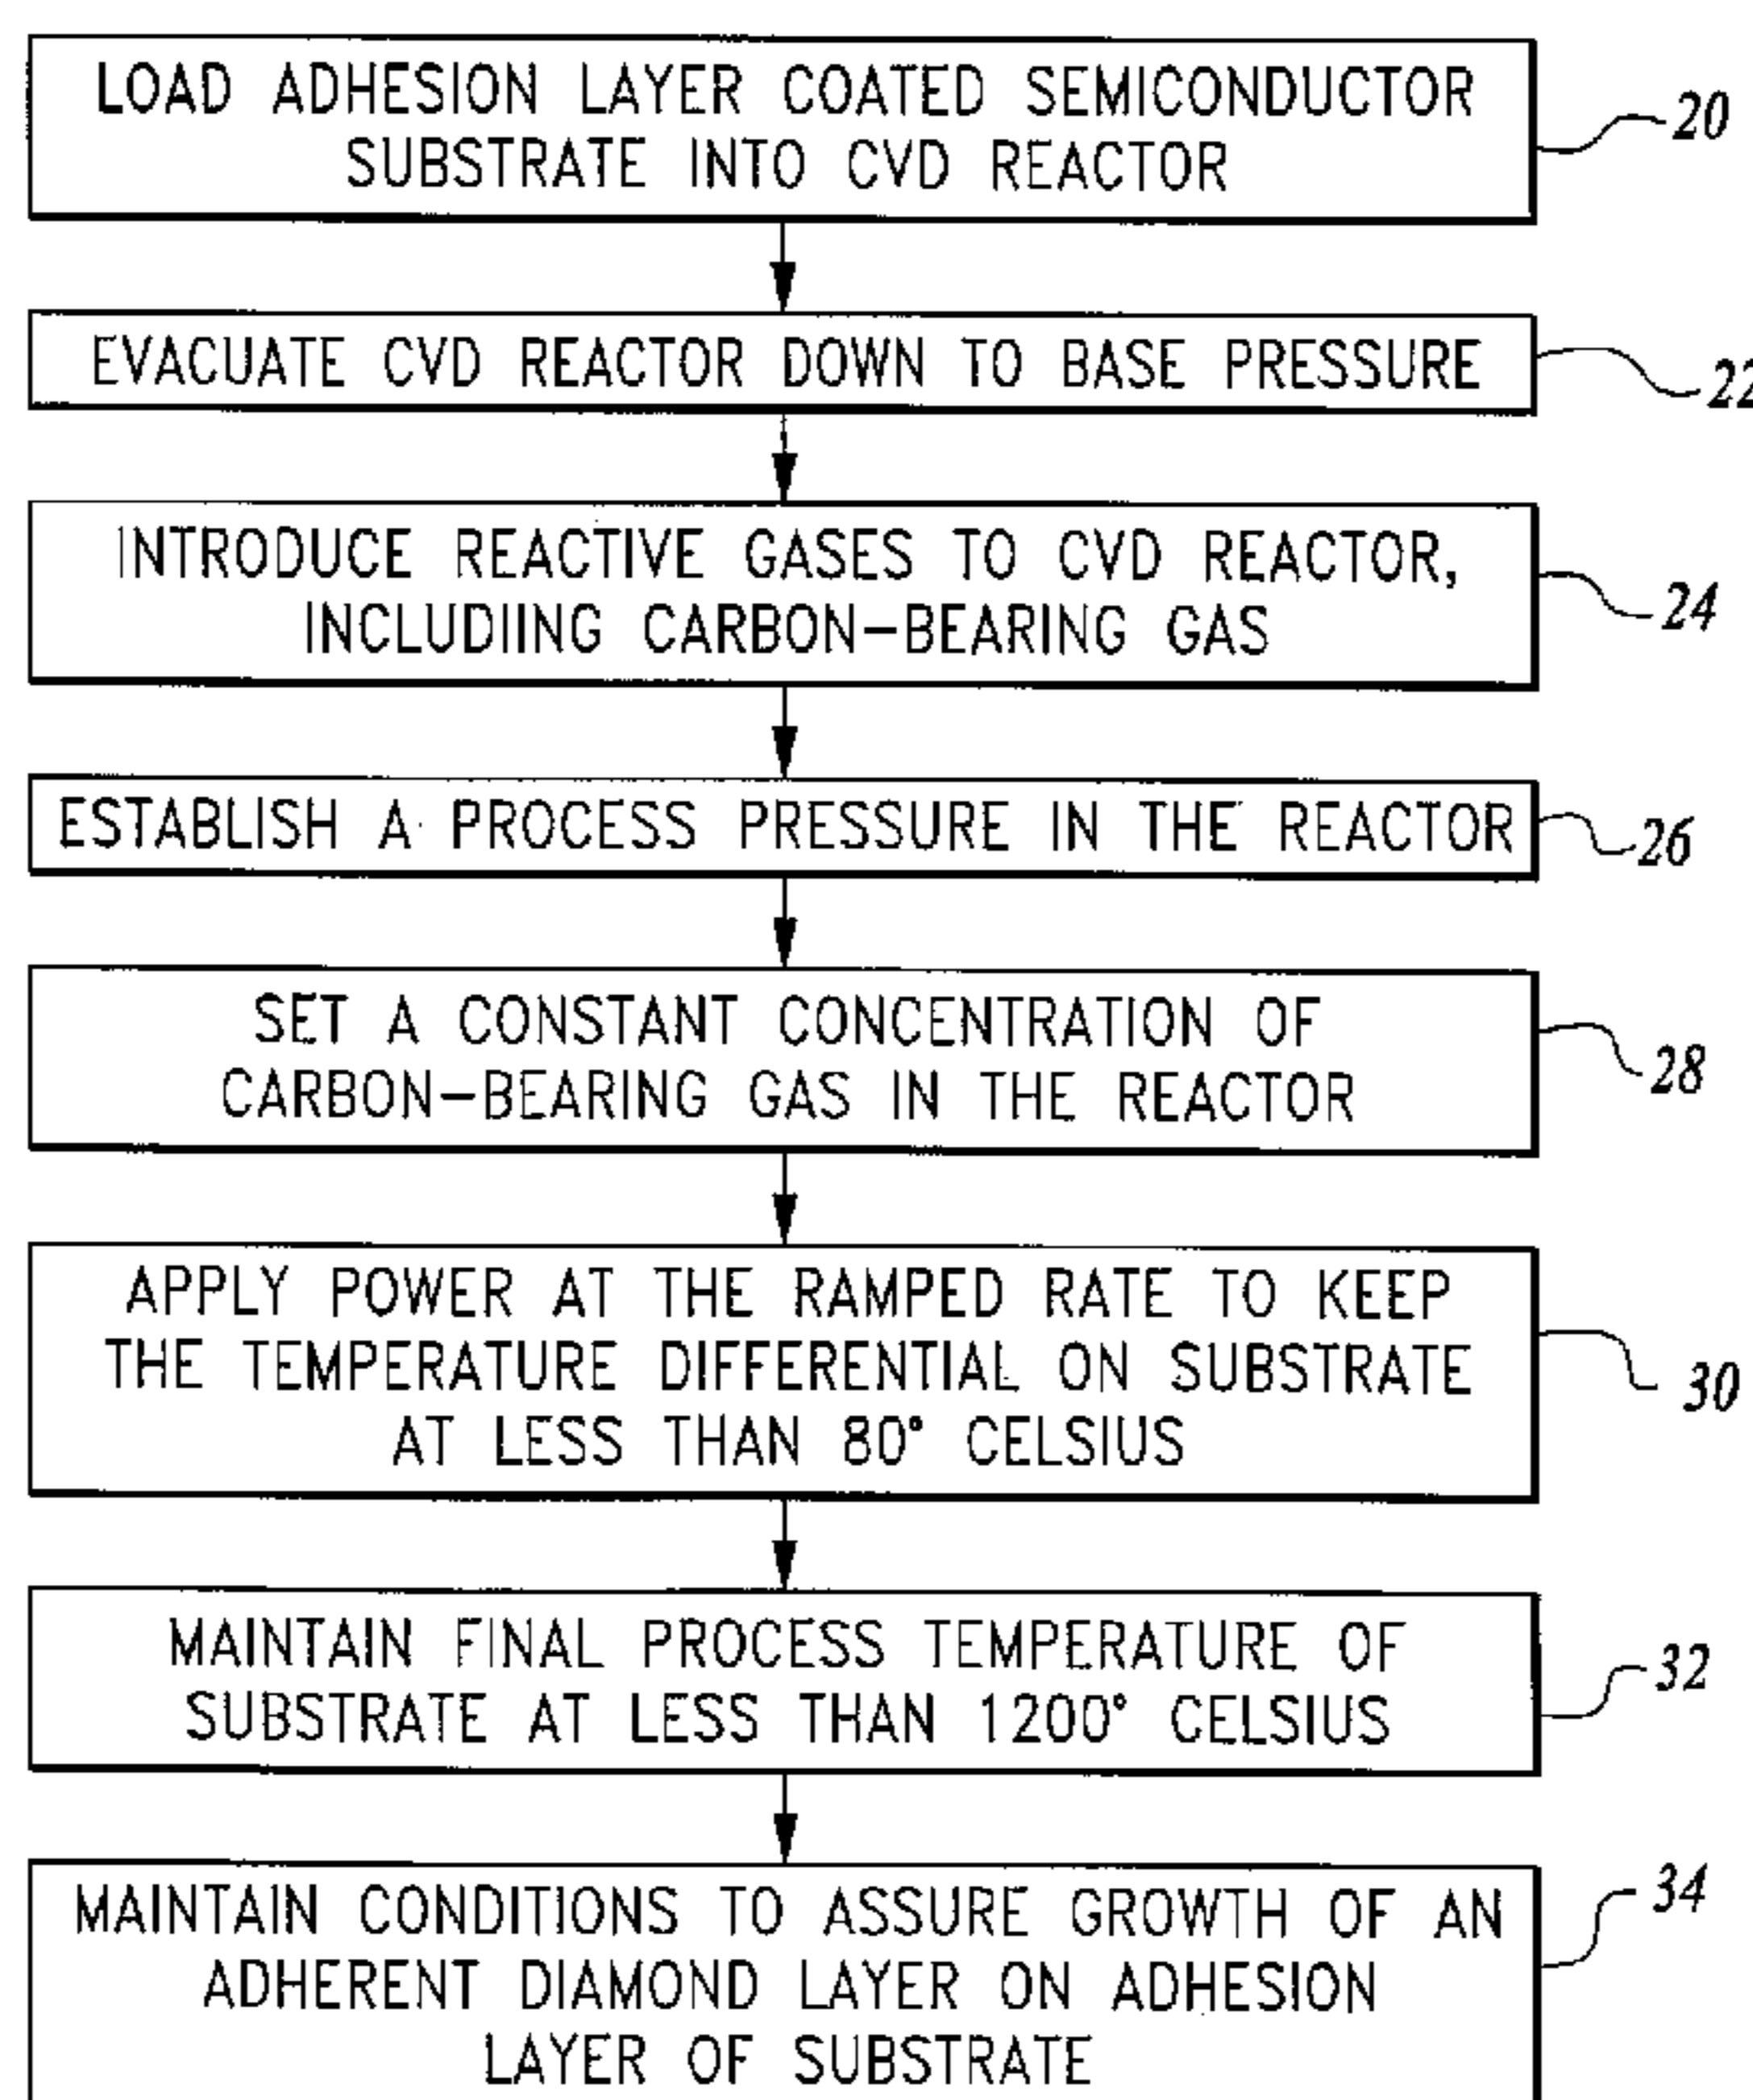 LOAD ADHESION LAYER COATED SEMICONDUCTOR
SUBSTRATE INTO CVD REACTOR
20
EVACUATE CVD REACTOR DOWN TO BASE PRESSURE
22
INTRODUCE REACTIVE GASES TO CVD REACTOR,
INCLUDIING CARBON-BEARING GAS
24
ESTABLISH A PROCESS PRESSURE IN THE REACTOR
26
SET A CONSTANT CONCENTRATION OF
CARBON-BEARING GAS IN THE REACTOR
28
APPLY POWER AT THE RAMPED RATE TO KEEP
THE TEMPERATURE DIFFERENTIAL ON SUBSTRATE
AT LESS THAN 80° CELSIUS
30
MAINTAIN FINAL PROCESS TEMPERATURE OF
SUBSTRATE AT LESS THAN 1200° CELSIUS
32
MAINTAIN CONDITIONS TO ASSURE GROWTH OF AN
ADHERENT DIAMOND LAYER ON ADHESION
LAYER OF SUBSTRATE
34